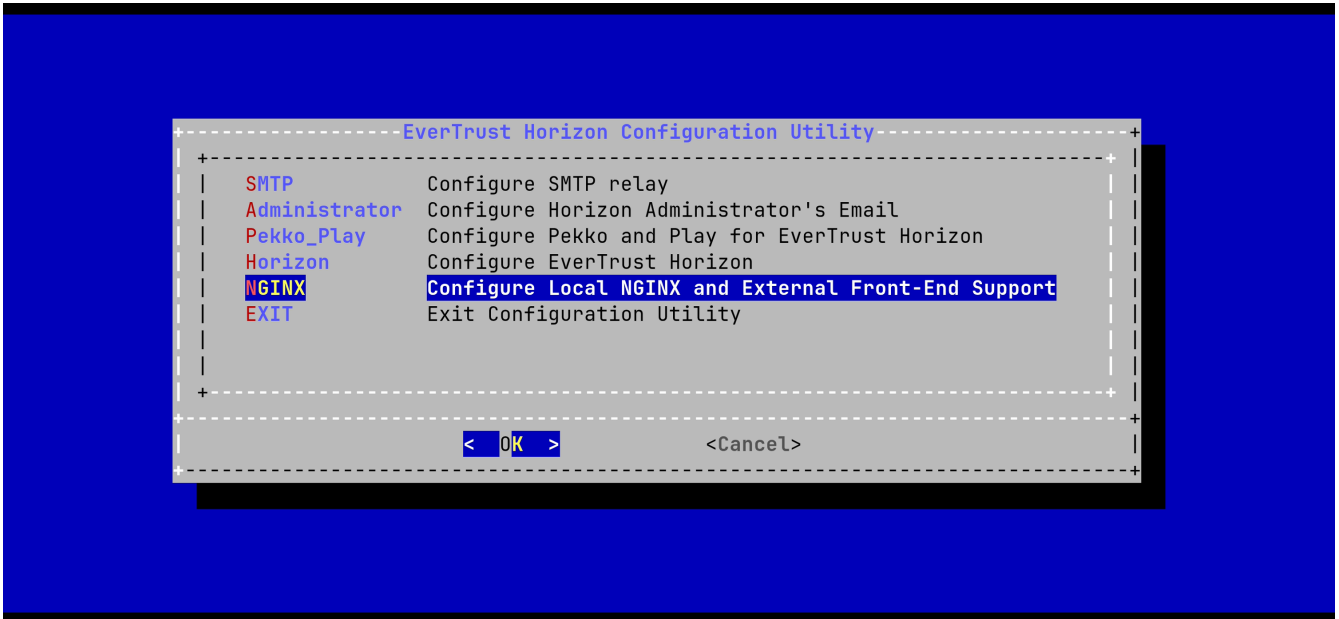 EverTrust Horizon Configuration Utility
SMTP Configure SMTP relay
Administrator Configure Horizon Administrator's Email
Pekko_Play Configure Pekko and Play for EverTrust Horizon
Horizon Configure EverTrust Horizon
NGINX Configure Local NGINX and External Front-End Support
EXIT Exit Configuration Utility
< OK > <Cancel>